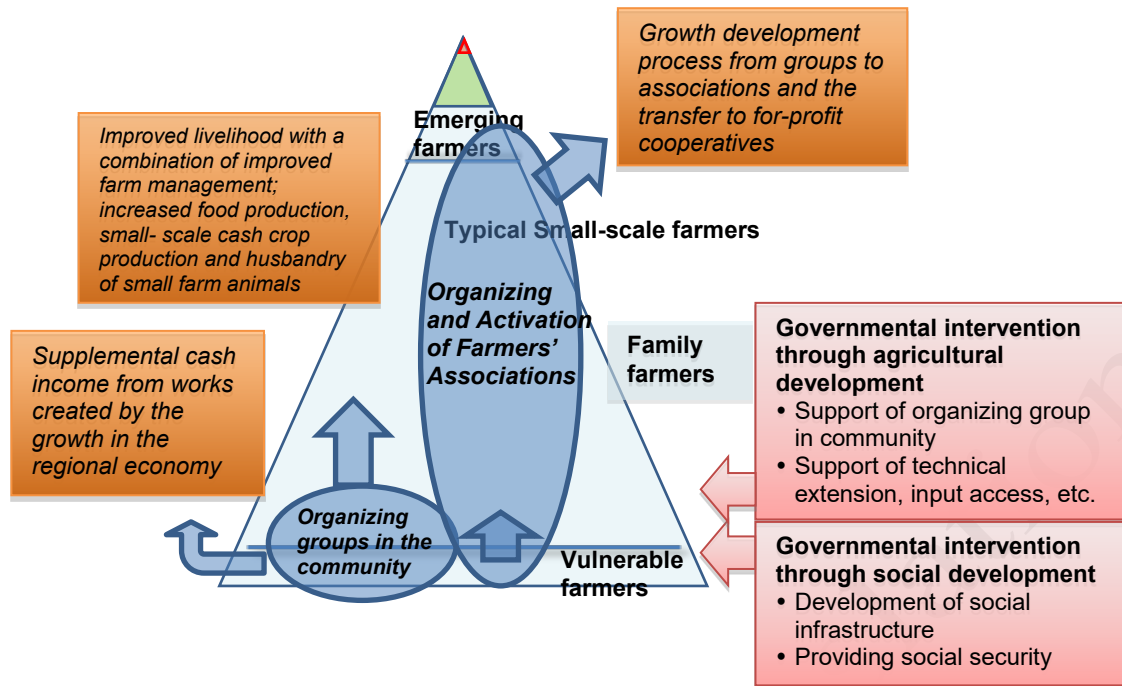 Growth development
process from groups to
associations and the
transfer to for-profit
cooperatives
Emerging
farmers
Improved livelihood with a
combination of improved
farm management;
increased food production,
small- scale cash crop
production and husbandry
of small farm animals
Typical Small-scale farmers
Organizing
and Activation
of Farmers’
Associations
Family
farmers
Governmental intervention
through agricultural
development
• Support of organizing group
in community
• Support of technical
extension, input access, etc.
Supplemental cash
income from works
created by the
growth in the
regional economy
Organizing
groups in the
community
Vulnerable
farmers
Governmental intervention
through social development
• Development of social
infrastructure
• Providing social security